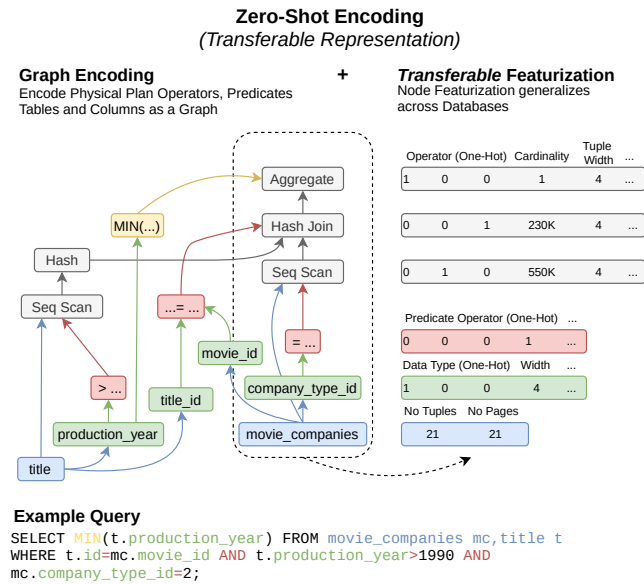 Zero-Shot Encoding
(Transferable Representation)
Graph Encoding
+
Transferable Featurization
Encode Physical Plan Operators, Predicates
Tables and Columns as a Graph
Node Featurization generalizes
across Databases
Operator (One-Hot) Cardinality Tuple Width ...
Aggregate
1 0 0 1 4 ...
MIN(...)
Hash Join
0 0 1 230K 4 ...
Hash
Seq Scan
0 1 0 550K 4 ...
Seq Scan
...= ...
= ...
Predicate Operator (One-Hot) ...
0 0 0 1 ...
movie_id
Data Type (One-Hot) Width ...
> ...
title_id
company_type_id
1 0 0 4 ...
No Tuples No Pages
production_year
movie_companies
21 21
title
Example Query
SELECT MIN(t.production_year) FROM movie_companies mc,title t
WHERE t.id=mc.movie_id AND t.production_year>1990 AND
mc.company_type_id=2;